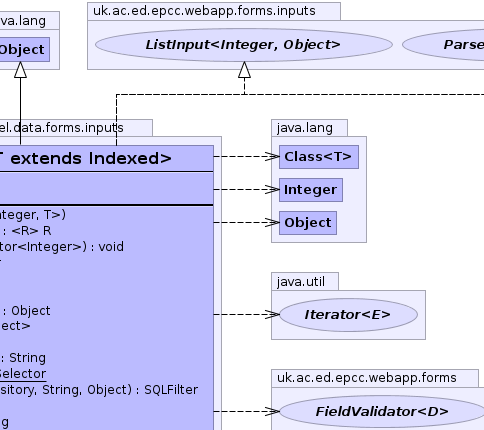 va.lang
Object
uk.ac.ed.epcc.webapp.forms.inputs
ListInput<Integer, Object>
Parse
el.data.forms.inputs
T extends Indexed>
nteger, T>)
: <R> R
tor<Integer>) : void
: Object
ject>
: String
Selector
sitory, String, Object) : SQLFilter
ng
java.lang
Class<T>
Integer
Object
java.util
Iterator<E>
uk.ac.ed.epcc.webapp.forms
FieldValidator<D>